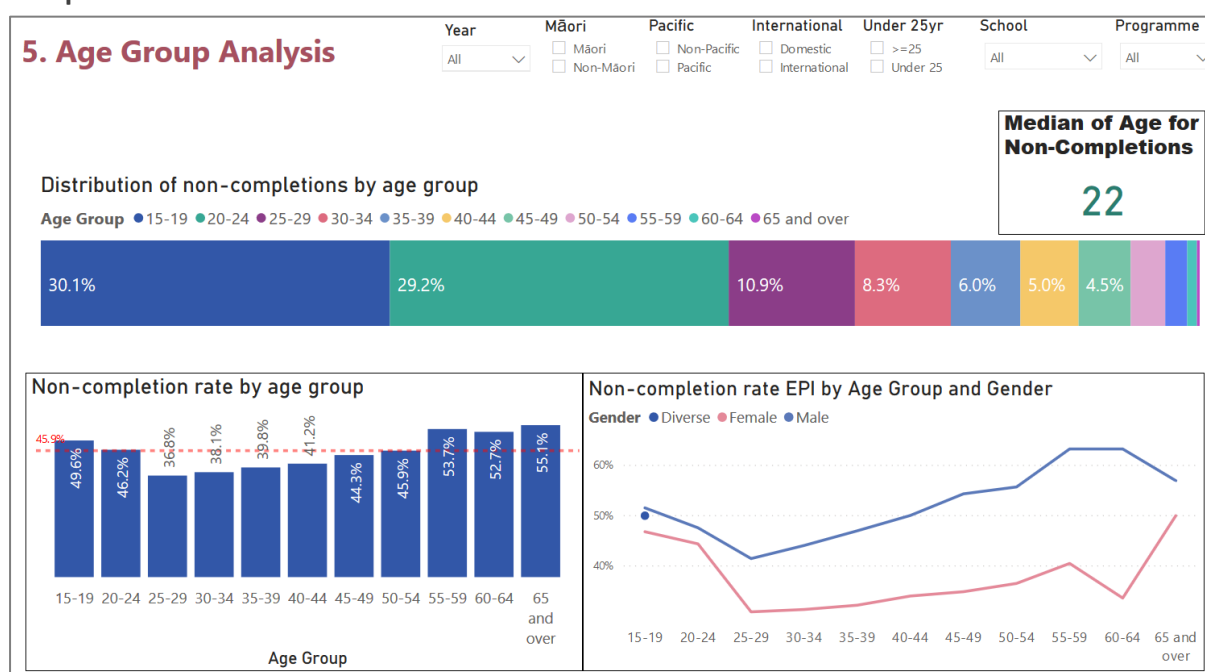 5. Age Group Analysis
Year
All
Māori
Māori
Non-Māori
Pacific
Non-Pacific
Pacific
International
Domestic
International
Under 25yr
>=25
Under 25
School
All
Programme
All
Median of Age for
Non-Completions
22
Distribution of non-completions by age group
Age Group 15-19 20-24 25-29 30-34 35-39 40-44 45-49 50-54 55-59 60-64 65 and over
30.1% 29.2% 10.9% 8.3% 6.0% 5.0% 4.5%
Non-completion rate by age group
45.9%
49.6% 46.2% 36.8% 38.1% 39.8% 41.2% 44.3% 45.9% 53.7% 52.7% 55.1%
15-19 20-24 25-29 30-34 35-39 40-44 45-49 50-54 55-59 60-64 65
and
over
Age Group
Non-completion rate EPI by Age Group and Gender
Gender Diverse Female Male
60%
50%
40%
15-19 20-24 25-29 30-34 35-39 40-44 45-49 50-54 55-59 60-64 65 and
over